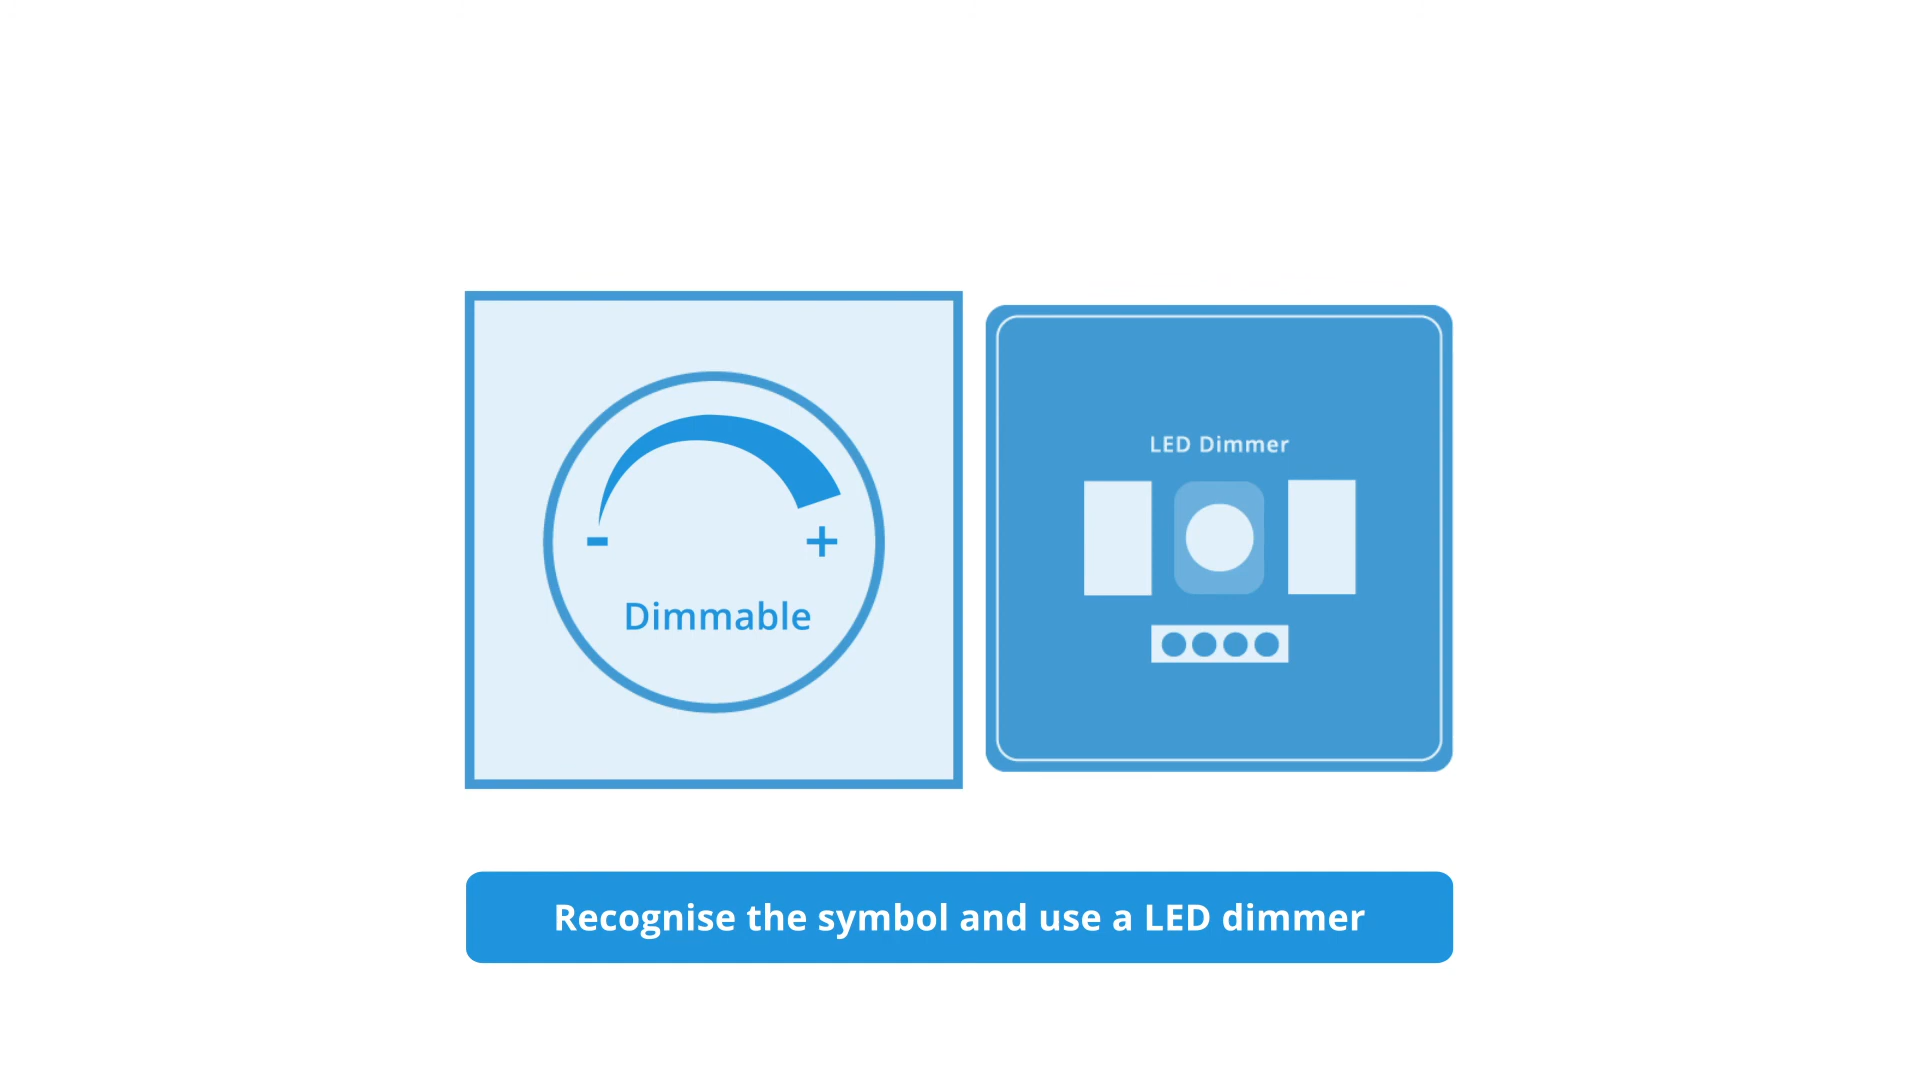 - +
Dimmable
LED Dimmer
Recognise the symbol and use a LED dimmer